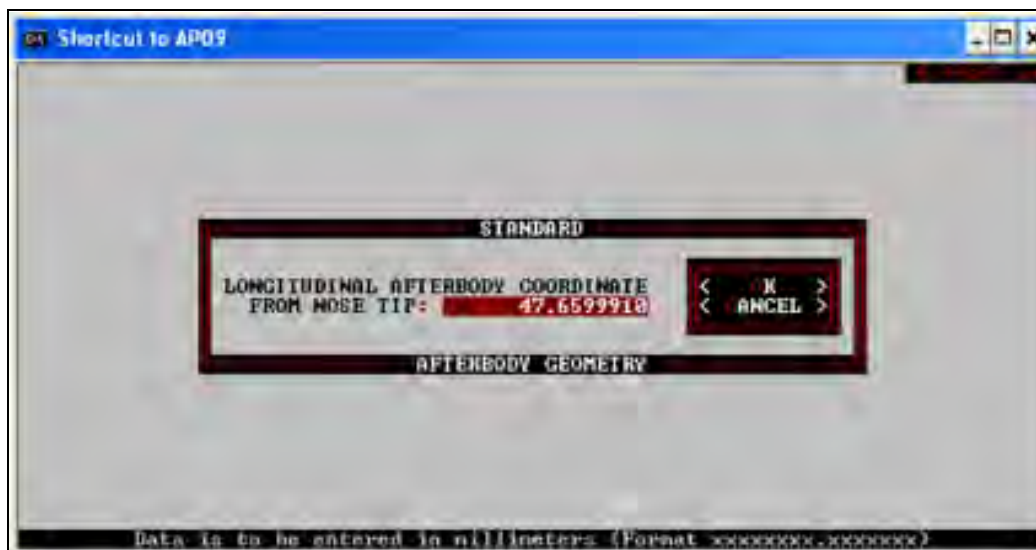 Shortcut to AP09
STANDARD
LONGITUDINAL AFTERBODY COORDINATE
FROM NOSE TIP: 47.6599910
< K >
< ANCEL >
AFTERBODY GEOMETRY
Data is to be entered in millimeters (Format xxxxxxxx.xxxxxxx)